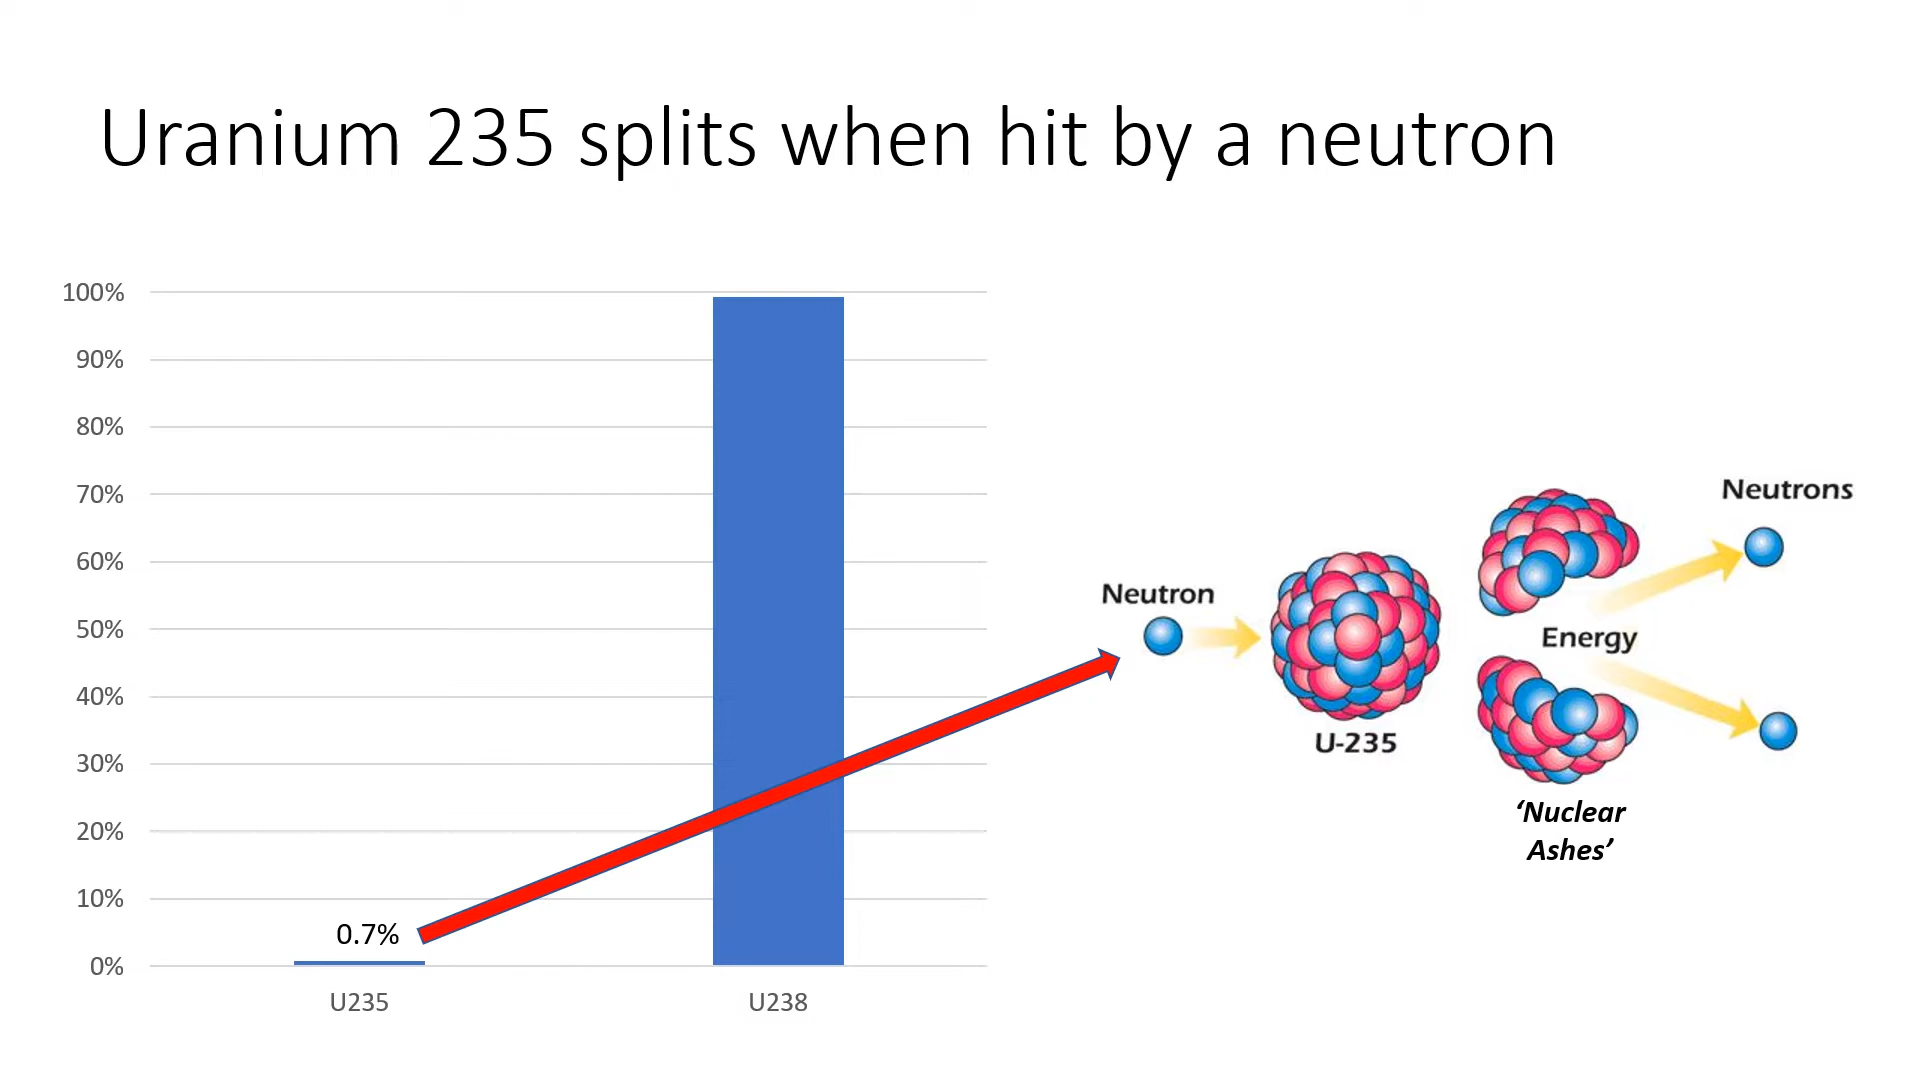 Uranium 235 splits when hit by a neutron
100%
90%
80%
70%
60%
50%
40%
30%
20%
10%
0%
0.7%
U235
U238
Neutron
U-235
Neutrons
Energy
‘Nuclear
Ashes’